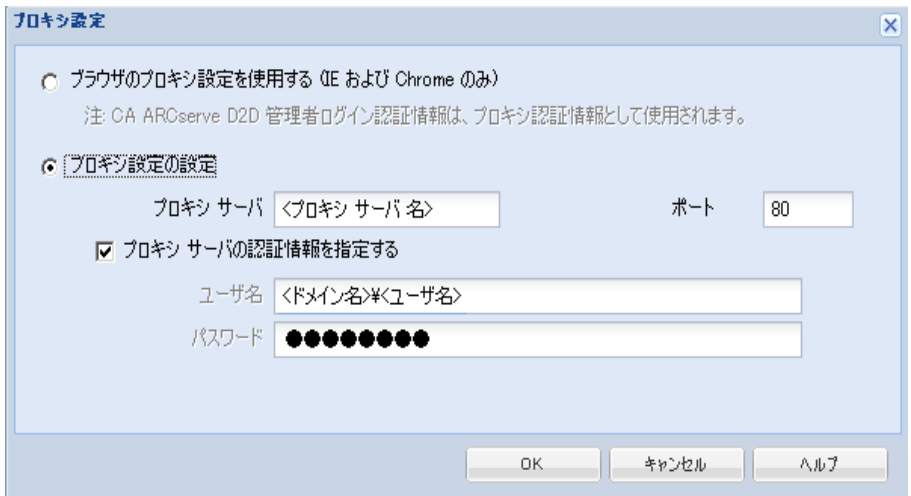 プロキシ設定
ブラウザのプロキシ設定を使用する (IE および Chrome のみ)
注: CA ARCserve D2D 管理者ログイン認証情報は、プロキシ認証情報として使用されます。
プロキシ設定の設定
プロキシ サーバ <プロキシ サーバ名> ポート 80
プロキシ サーバの認証情報を指定する
ユーザ名 <ドメイン名>¥<ユーザ名>
パスワード ●●●●●●●●
OK キャンセル ヘルプ